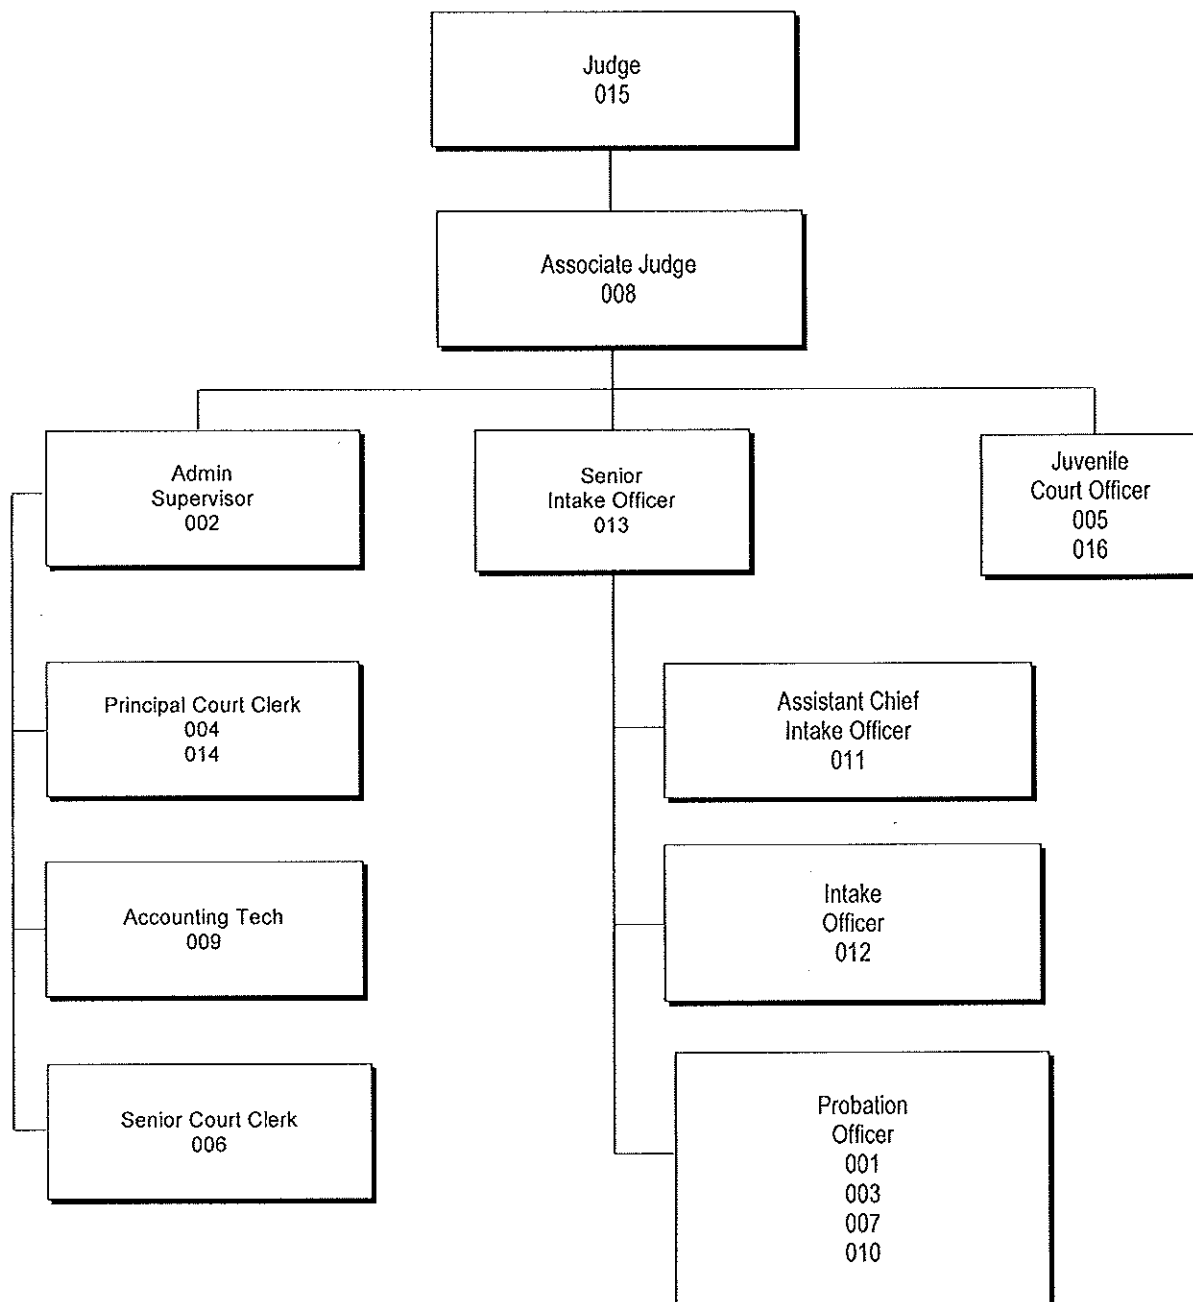 Judge
015
Associate Judge
008
Admin
Supervisor
002
Senior
Intake Officer
013
Juvenile
Court Officer
005
016
Principal Court Clerk
004
014
Assistant Chief
Intake Officer
011
Accounting Tech
009
Intake
Officer
012
Senior Court Clerk
006
Probation
Officer
001
003
007
010